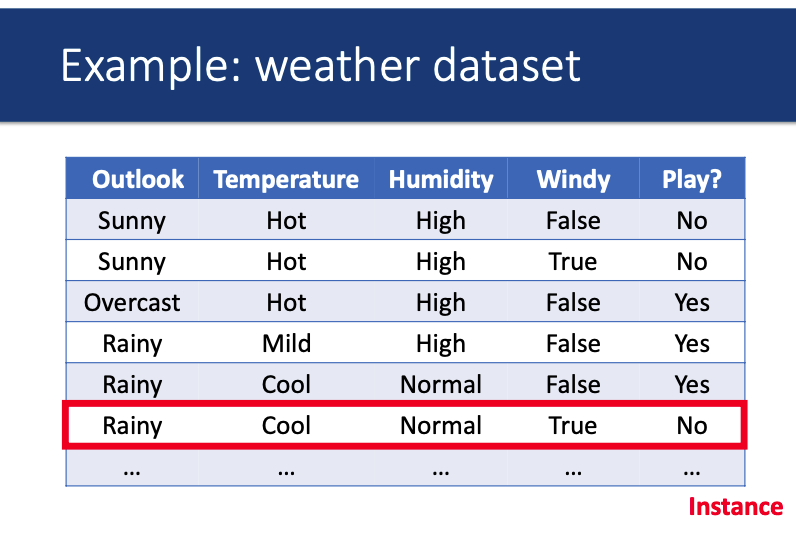 Example: weather dataset
Outlook Temperature Humidity Windy Play?
Sunny Hot High False No
Sunny Hot High True No
Overcast Hot High False Yes
Rainy Mild High False Yes
Rainy Cool Normal False Yes
Rainy Cool Normal True No
... ... ... ... ...
Instance